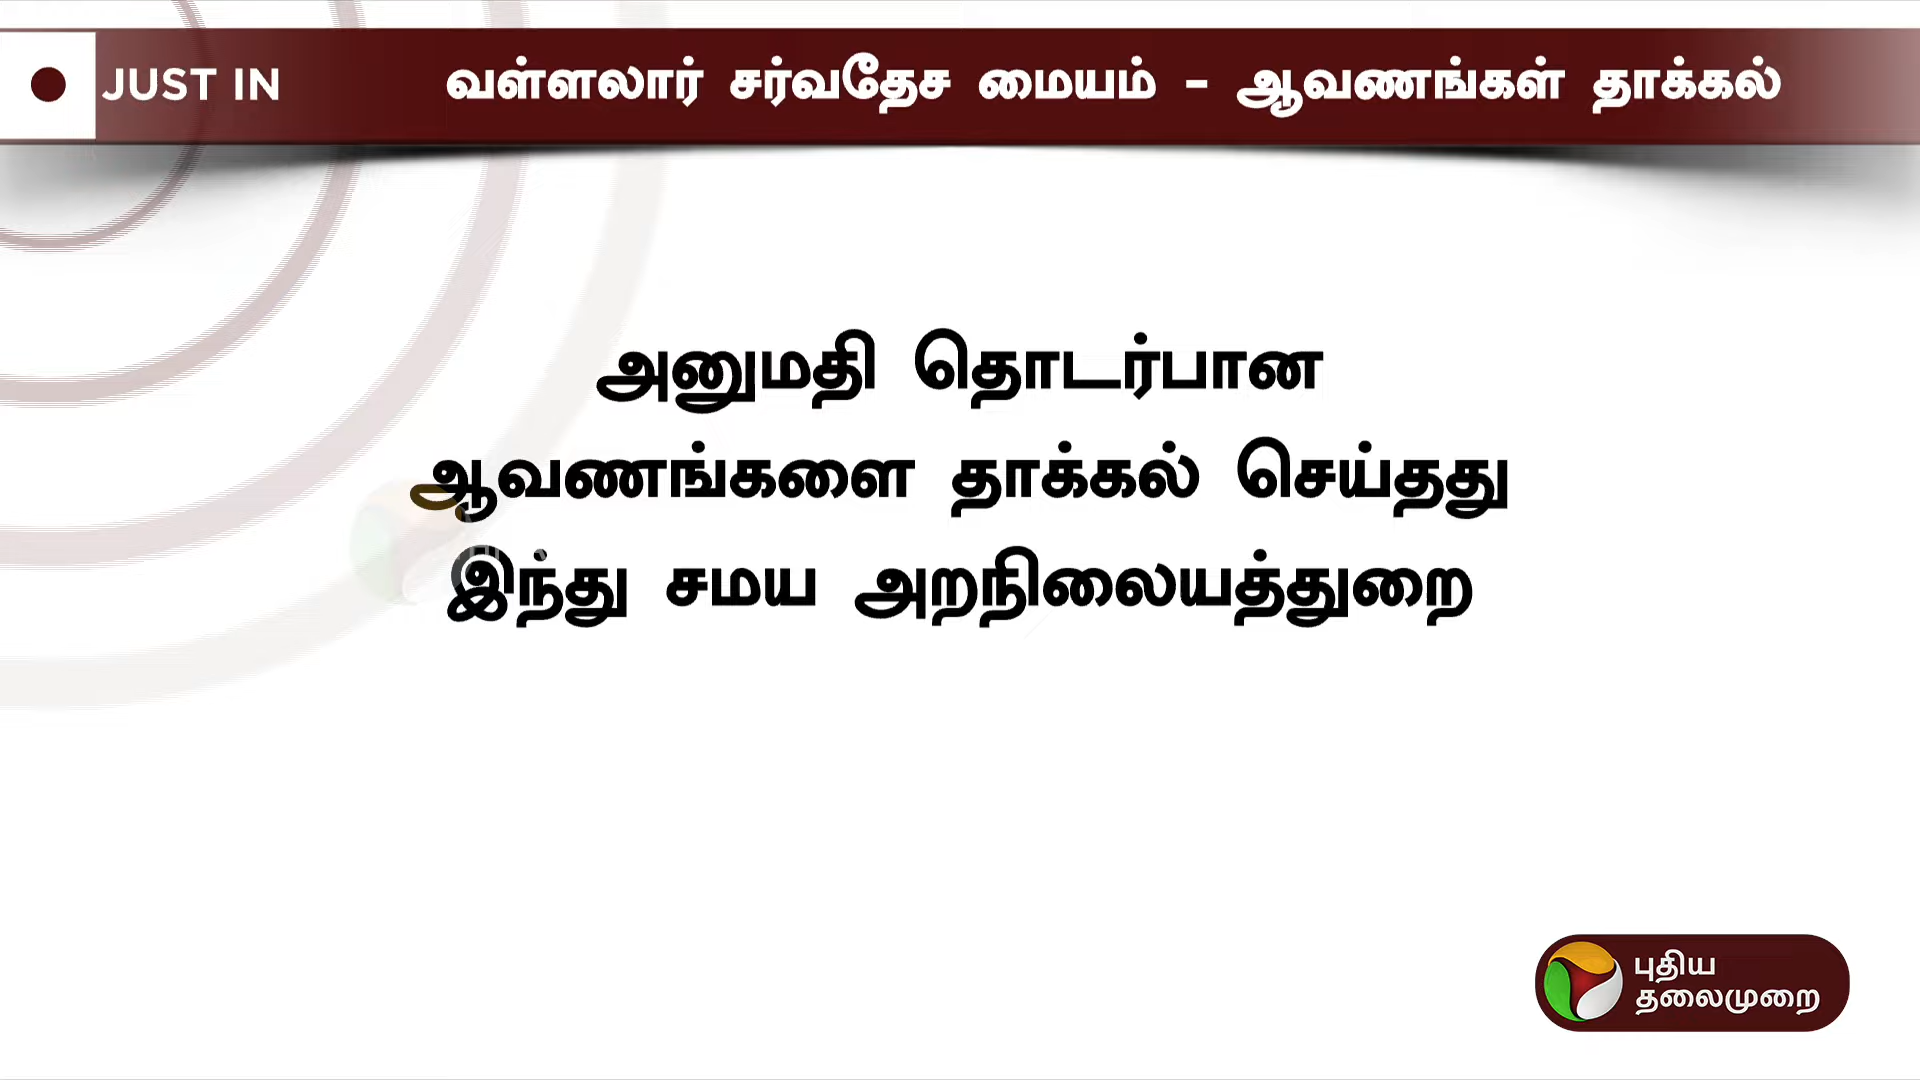 JUST IN
வள்ளலார் சர்வதேச மையம் - ஆவணங்கள் தாக்கல்
அனுமதி தொடர்பான
ஆவணங்களை தாக்கல் செய்தது
இந்து சமய அறநிலையத்துறை
புதிய
தலைமுறை